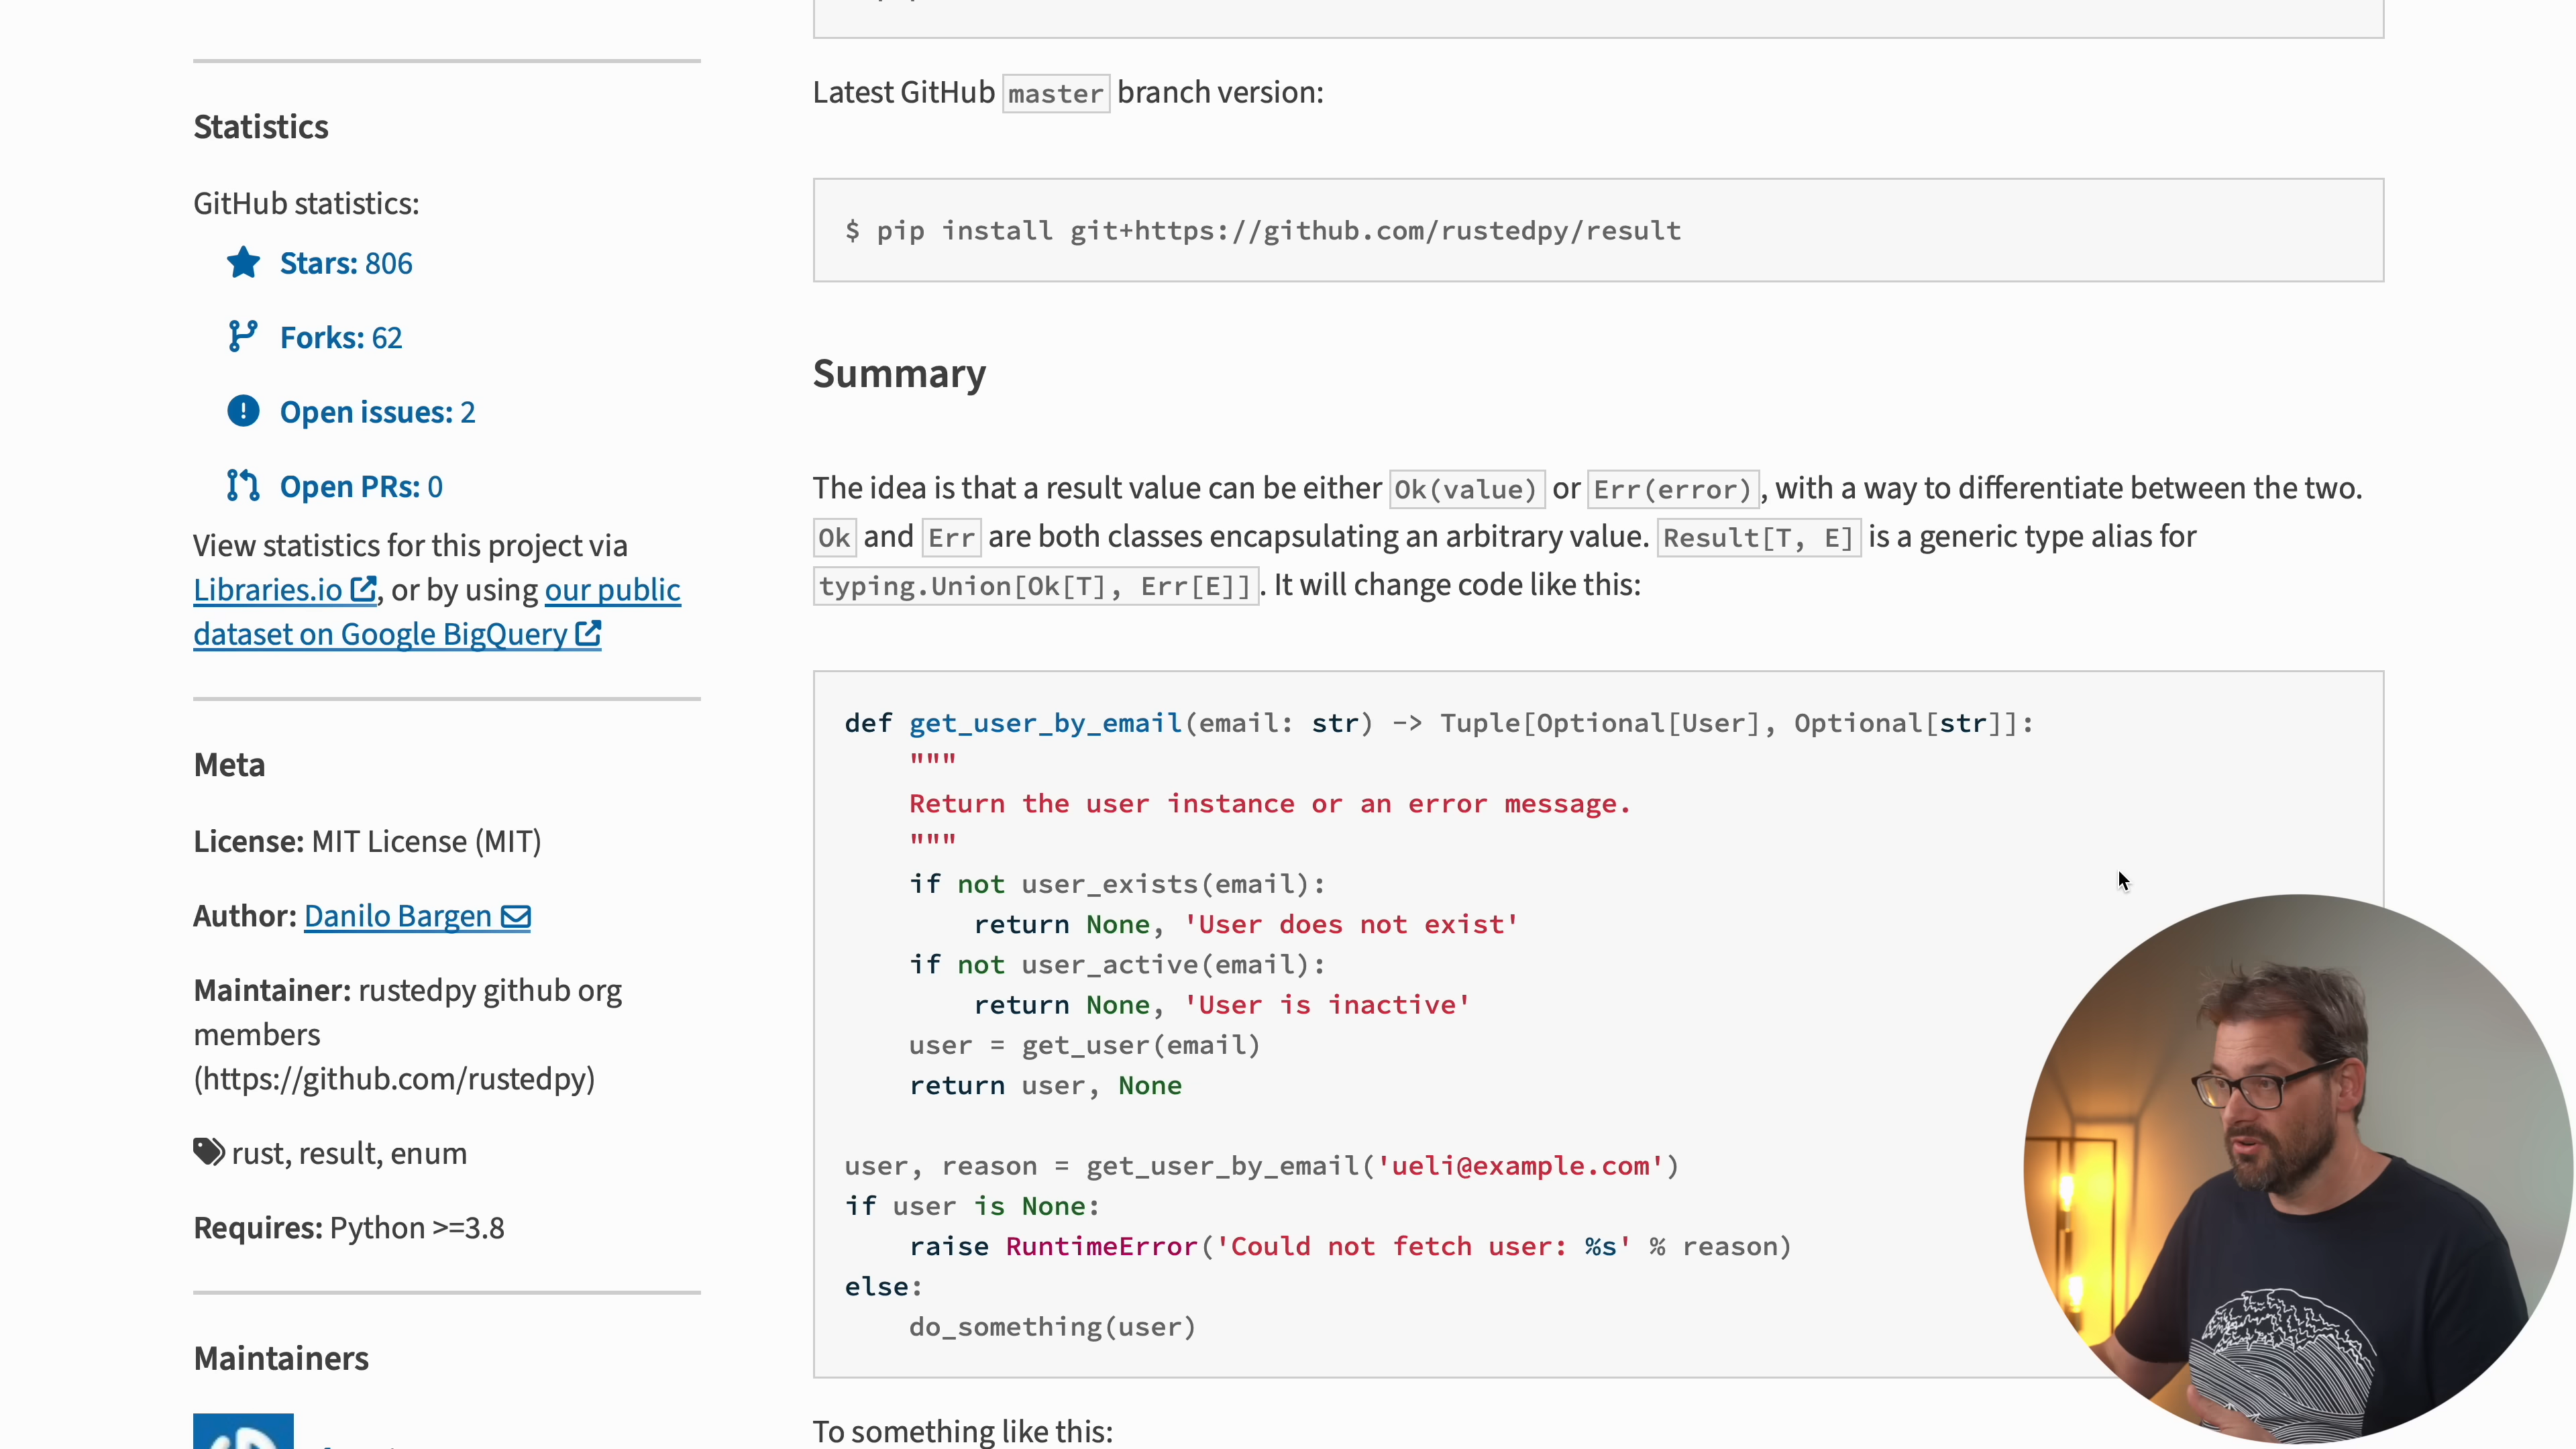 Statistics
GitHub statistics:
Stars: 806
Forks: 62
Open issues: 2
Open PRs: 0
View statistics for this project via
Libraries.io, or by using our public
dataset on Google BigQuery
Meta
License: MIT License (MIT)
Author: Danilo Bargen
Maintainer: rustedpy github org
members
(https://github.com/rustedpy)
rust, result, enum
Requires: Python >=3.8
Maintainers
Latest GitHub master branch version:
$ pip install git+https://github.com/rustedpy/result
Summary
The idea is that a result value can be either Ok(value) or Err(error), with a way to differentiate between the two.
Ok and Err are both classes encapsulating an arbitrary value. Result[T, E] is a generic type alias for
typing.Union[Ok[T], Err[E]]. It will change code like this:
def get_user_by_email(email: str) -> Tuple[Optional[User], Optional[str]]:
    """
    Return the user instance or an error message.
    """
    if not user_exists(email):
        return None, 'User does not exist'
    if not user_active(email):
        return None, 'User is inactive'
    user = get_user(email)
    return user, None
user, reason = get_user_by_email('ueli@example.com')
if user is None:
    raise RuntimeError('Could not fetch user: %s' % reason)
else:
    do_something(user)
To something like this: